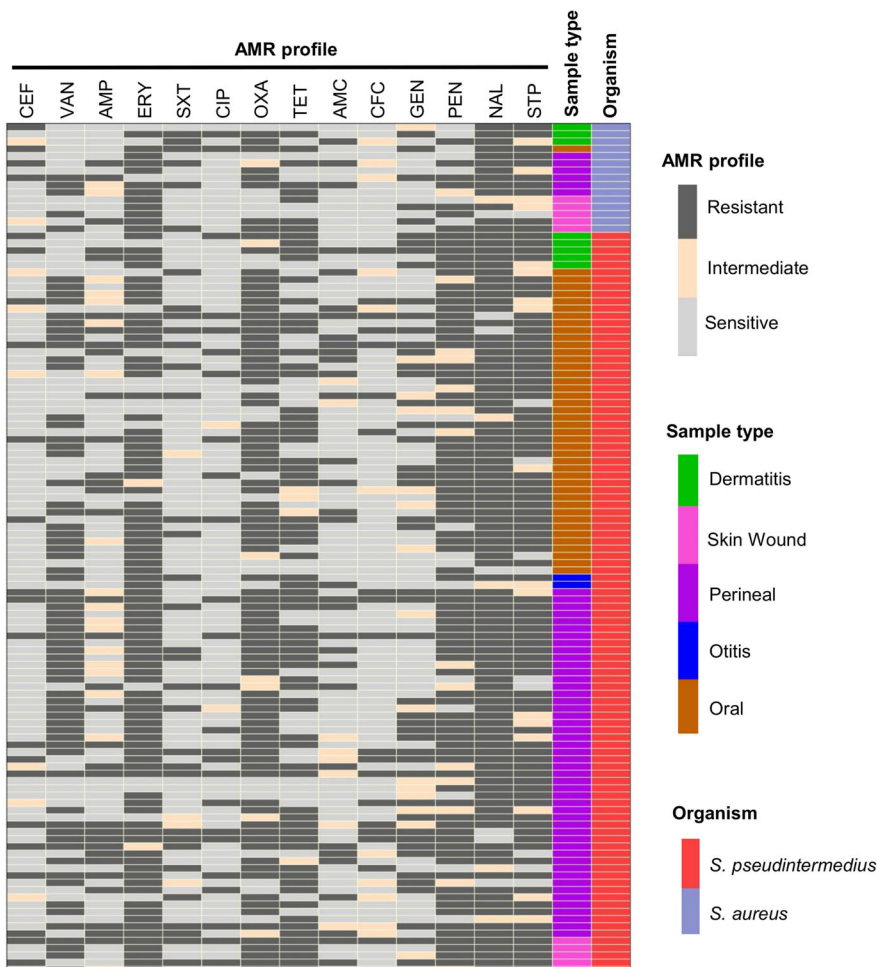 AMR profile
CEF
VAN
AMP
ERY
SXT
CIP
OXA
TET
AMC
CFC
GEN
PEN
NAL
STP
Sample type
Organism
AMR profile
Resistant
Intermediate
Sensitive
Sample type
Dermatitis
Skin Wound
Perineal
Otitis
Oral
Organism
S. pseudintermedius
S. aureus